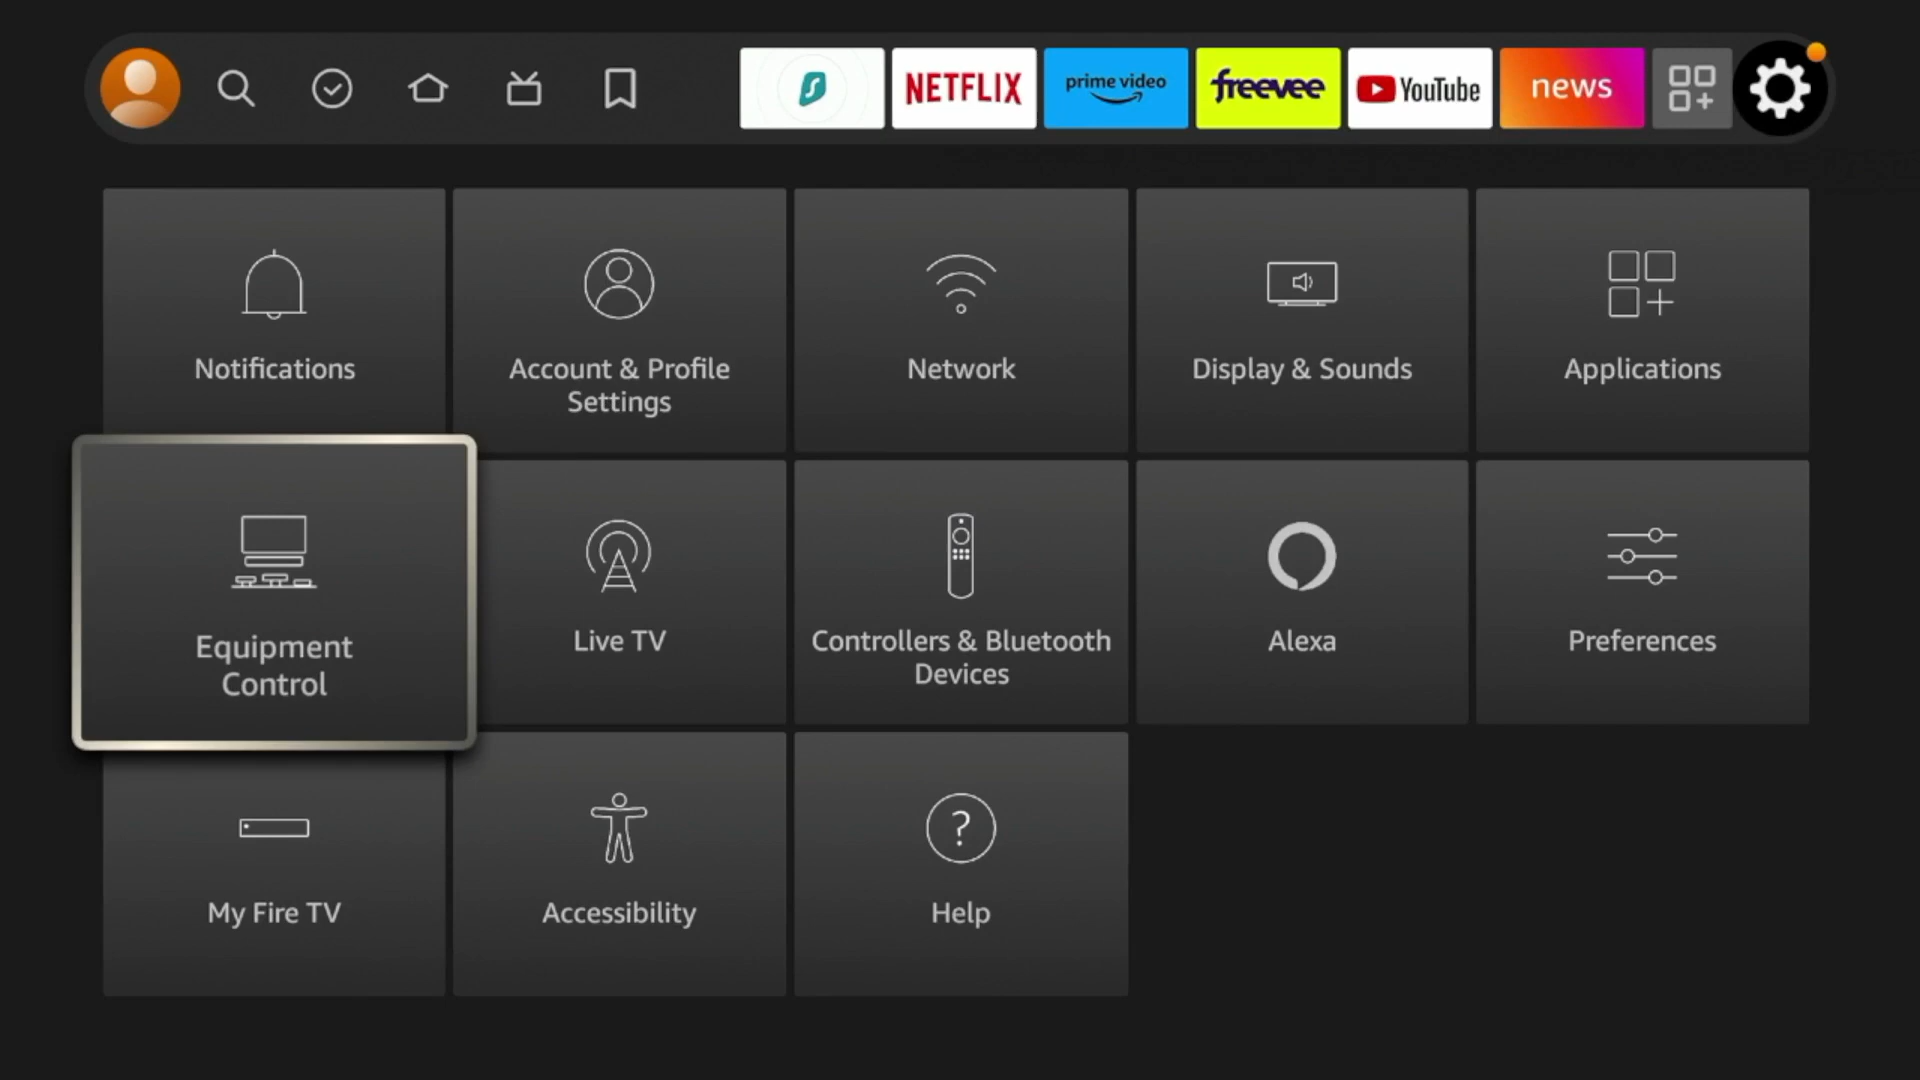 NETFLIX
prime video
freevee
YouTube
news
Notifications
Account & Profile
Settings
Network
Display & Sounds
Applications
Equipment
Control
Live TV
Controllers & Bluetooth
Devices
Alexa
Preferences
My Fire TV
Accessibility
?
Help